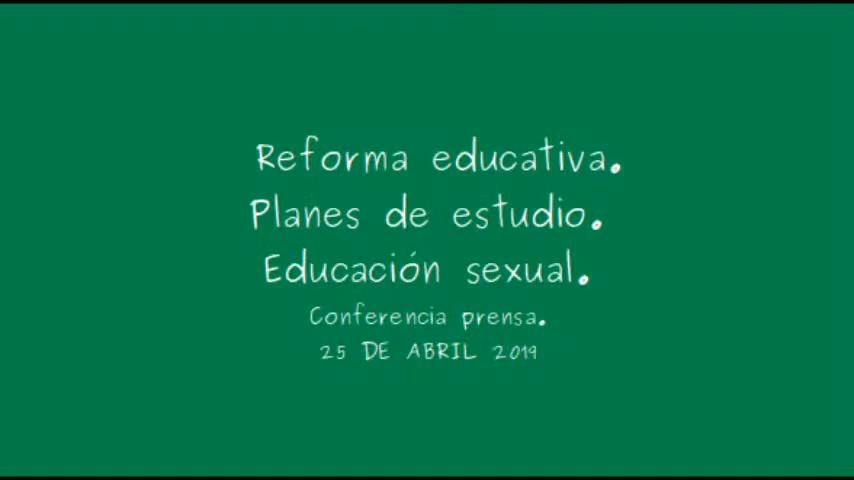 Reforma educativa.
Planes de estudio.
Educación sexual.
Conferencia prensa.
25 DE ABRIL 2019